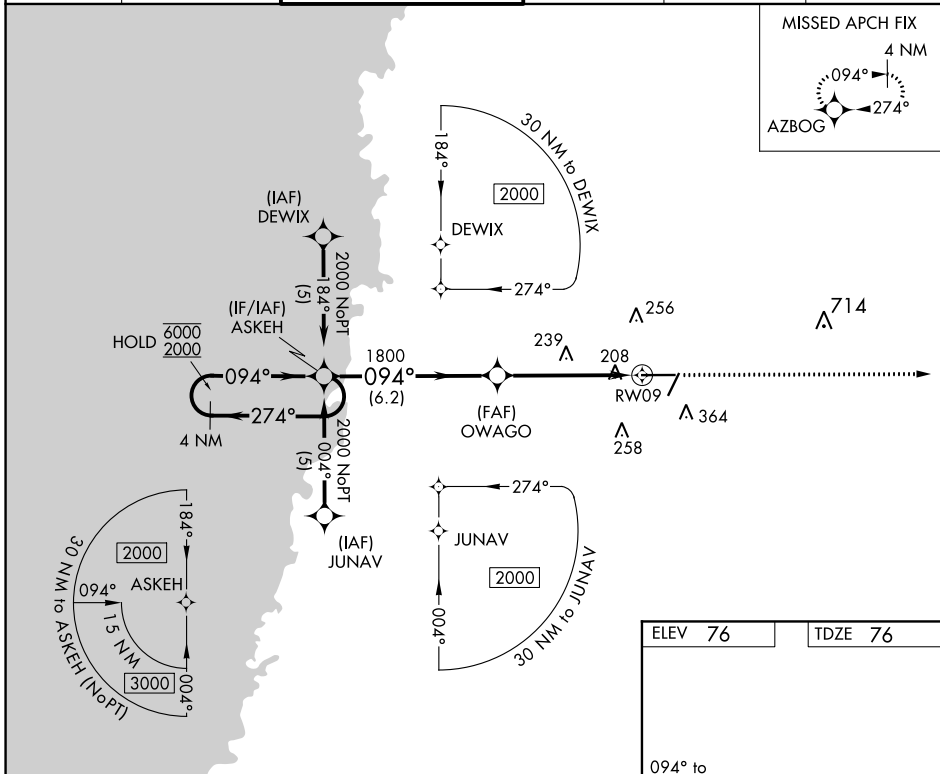 MISSED APCH FIX
4 NM
094°
274°
AZBOG
30 NM to DEWIX
184°
2000
DEWIX
274°
(IAF)
DEWIX
2000 NoPT
184°
(5)
(IF/IAF)
ASKEH
HOLD
6000
2000
094°
274°
4 NM
1800
094°
(6.2)
(FAF)
OWAGO
239
256
208
RW09
714
364
258
2000 NoPT
004°
(5)
(IAF)
JUNAV
274°
JUNAV
2000
004°
30 NM to JUNAV
184°
2000
ASKEH
094°
15 NM
3000
004°
30 NM to ASKEH (NoPT)
ELEV 76
TDZE 76
094° to